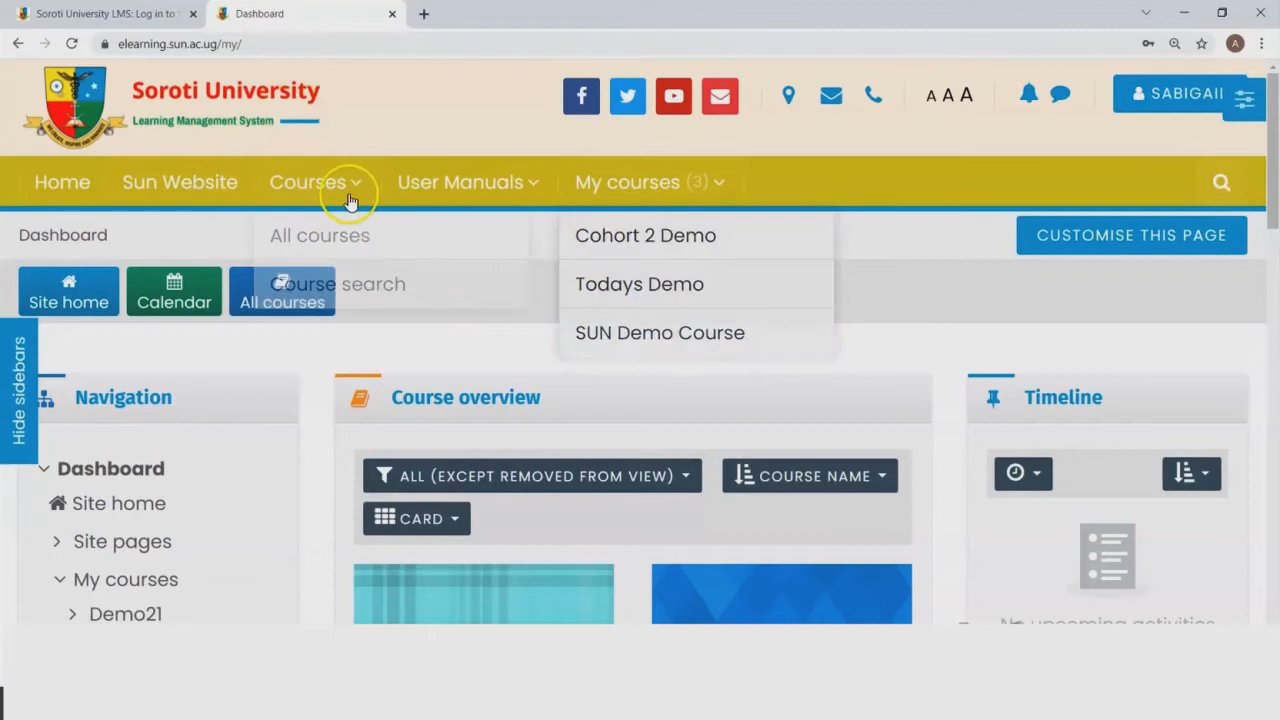 Soroti University LMS: Log in to
Dashboard
elearning.sun.ac.ug/my/
A
Soroti University
Learning Management System
A A A
SABIGAII
Home
Sun Website
Courses
User Manuals
My courses (3)
Dashboard
All courses
Cohort 2 Demo
CUSTOMISE THIS PAGE
Course search
Todays Demo
Site home
Calendar
All courses
SUN Demo Course
Hide sidebars
Navigation
Course overview
Timeline
Dashboard
ALL (EXCEPT REMOVED FROM VIEW)
COURSE NAME
Site home
CARD
Site pages
My courses
Demo21
No upcoming activities